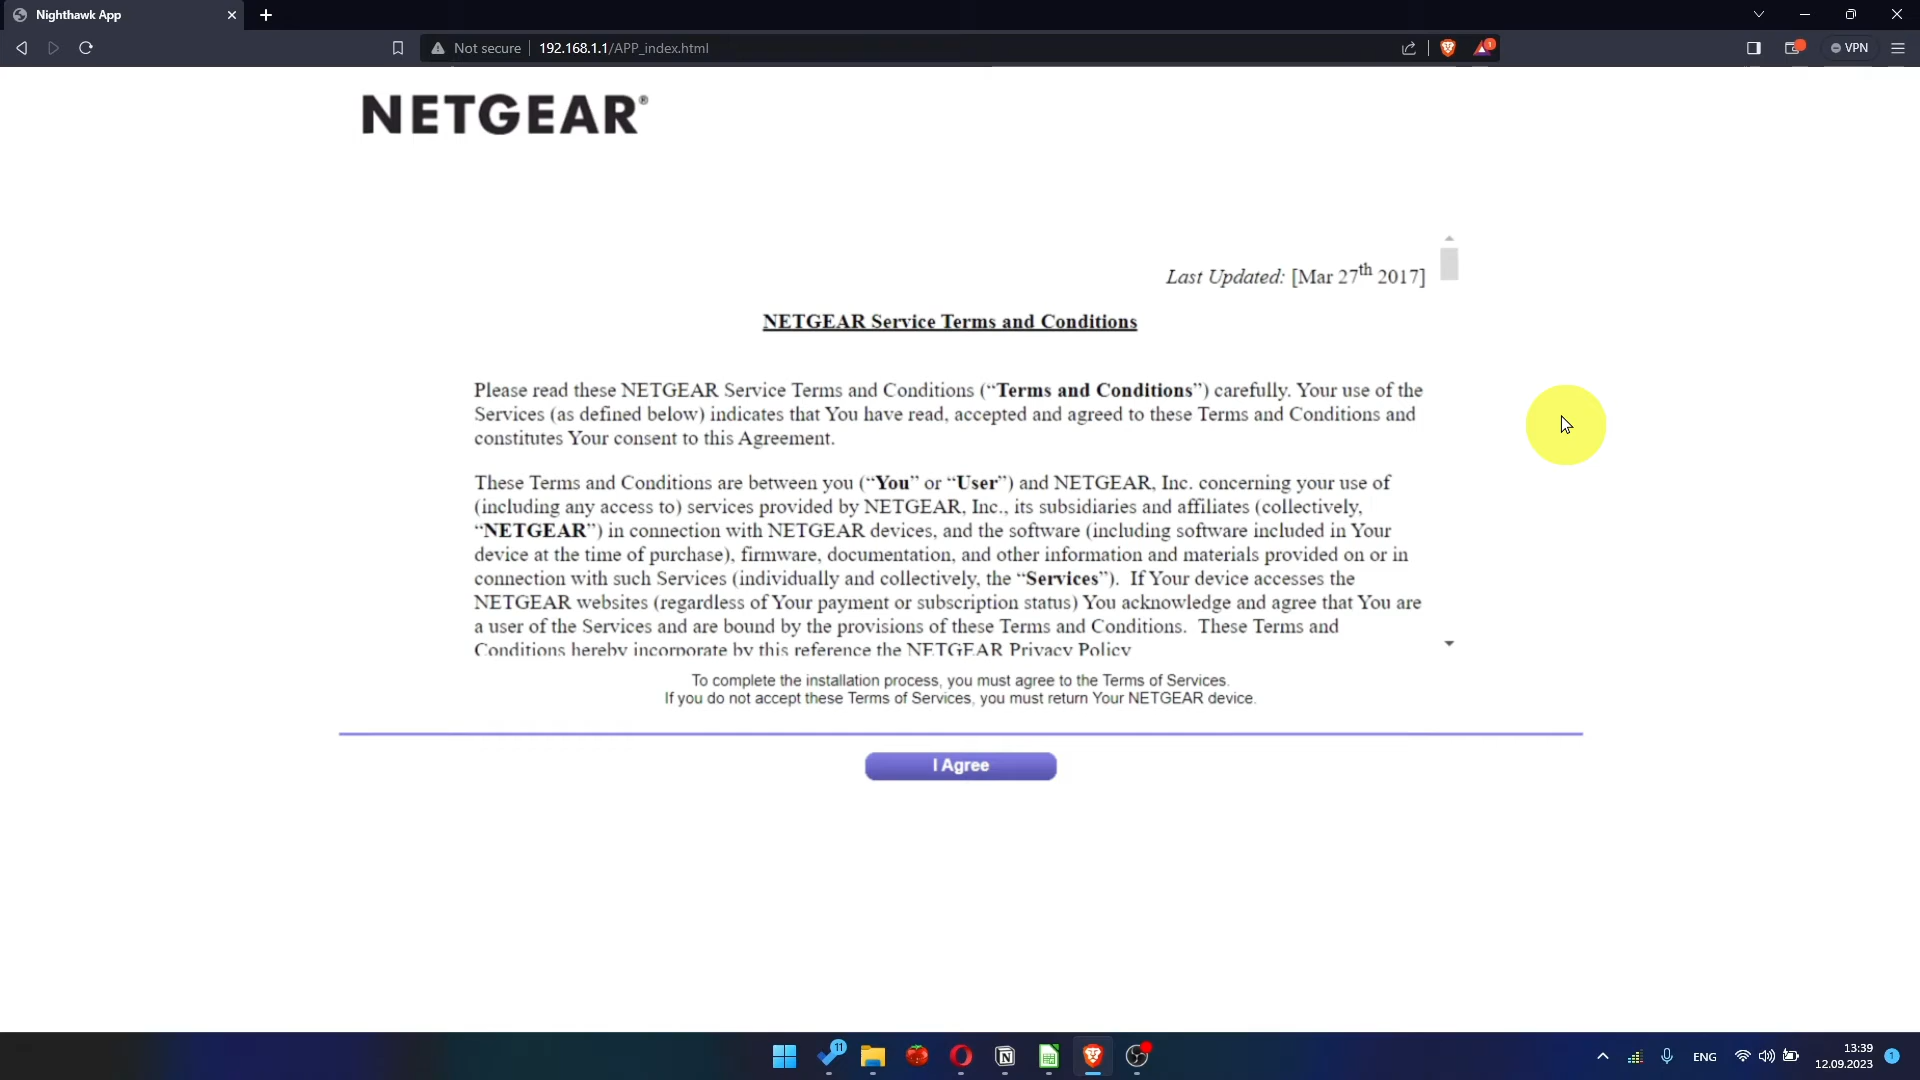 Nighthawk App
Not secure
192.168.1.1/APP_index.html
1
VPN
NETGEAR®
Last Updated: [Mar 27th 2017]
NETGEAR Service Terms and Conditions
Please read these NETGEAR Service Terms and Conditions (“Terms and Conditions”) carefully. Your use of the
Services (as defined below) indicates that You have read, accepted and agreed to these Terms and Conditions and
constitutes Your consent to this Agreement.
These Terms and Conditions are between you (“You” or “User”) and NETGEAR, Inc. concerning your use of
(including any access to) services provided by NETGEAR, Inc., its subsidiaries and affiliates (collectively,
“NETGEAR”) in connection with NETGEAR devices, and the software (including software included in Your
device at the time of purchase), firmware, documentation, and other information and materials provided on or in
connection with such Services (individually and collectively, the “Services”). If Your device accesses the
NETGEAR websites (regardless of Your payment or subscription status) You acknowledge and agree that You are
a user of the Services and are bound by the provisions of these Terms and Conditions. These Terms and
Conditions hereby incorporate by this reference the NETGEAR Privacy Policy
To complete the installation process, you must agree to the Terms of Services.
If you do not accept these Terms of Services, you must return Your NETGEAR device.
I Agree
11
ENG
13:39
12.09.2023
1